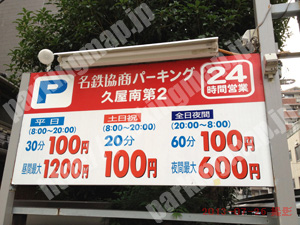 P
名鉄協商パーキング
久屋南第2
24時間営業
平日
(8:00~20:00)
30分 100円
昼間最大 1200円
土日祝
(8:00~20:00)
20分
100円
全日夜間
(20:00~8:00)
60分 100円
夜間最大 600円
parkingmap.jp